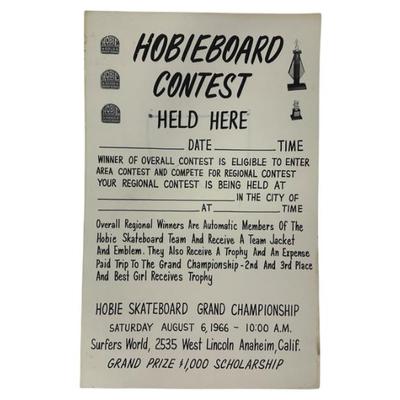 HOBIEBOARD
CONTEST
HELD HERE
DATE TIME
WINNER OF OVERALL CONTEST IS ELIGIBLE TO ENTER
AREA CONTEST AND COMPETE FOR REGIONAL CONTEST
YOUR REGIONAL CONTEST IS BEING HELD AT
IN THE CITY OF
AT TIME
Overall Regional Winners Are Automatic Members Of The
Hobie Skateboard Team And Receive A Team Jacket
And Emblem. They Also Receive A Trophy And An Expense
Paid Trip To The Grand Championship - 2nd And 3rd Place
And Best Girl Receives Trophy
HOBIE SKATEBOARD GRAND CHAMPIONSHIP
SATURDAY AUGUST 6, 1966 - 10:00 A.M.
Surfers World, 2535 West Lincoln Anaheim, Calif.
GRAND PRIZE $1,000 SCHOLARSHIP